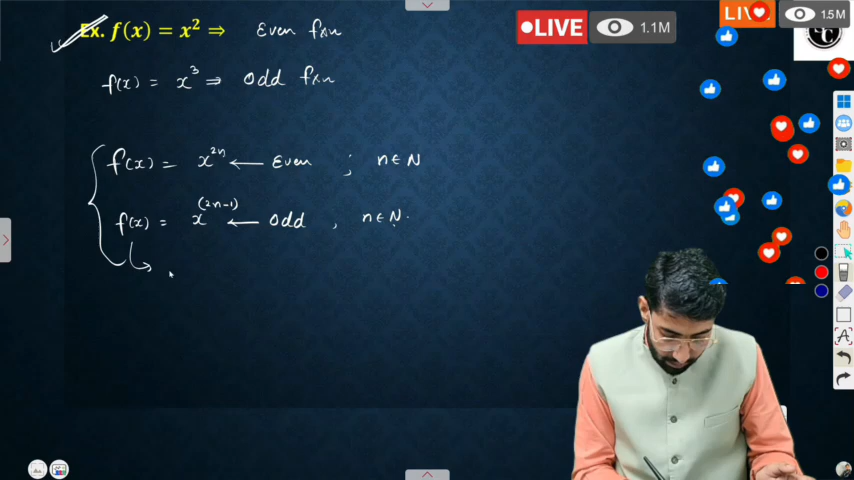 Ex. f(x) = x² ⇒ Even fxn
LIVE 1.1M
LIVE 1.5M
f(x) = x³ ⇒ Odd fxn
f(x) = x²ⁿ ← Even ; n ∈ N
f(x) = x⁽²ⁿ⁻¹⁾ ← Odd , n ∈ N.
A